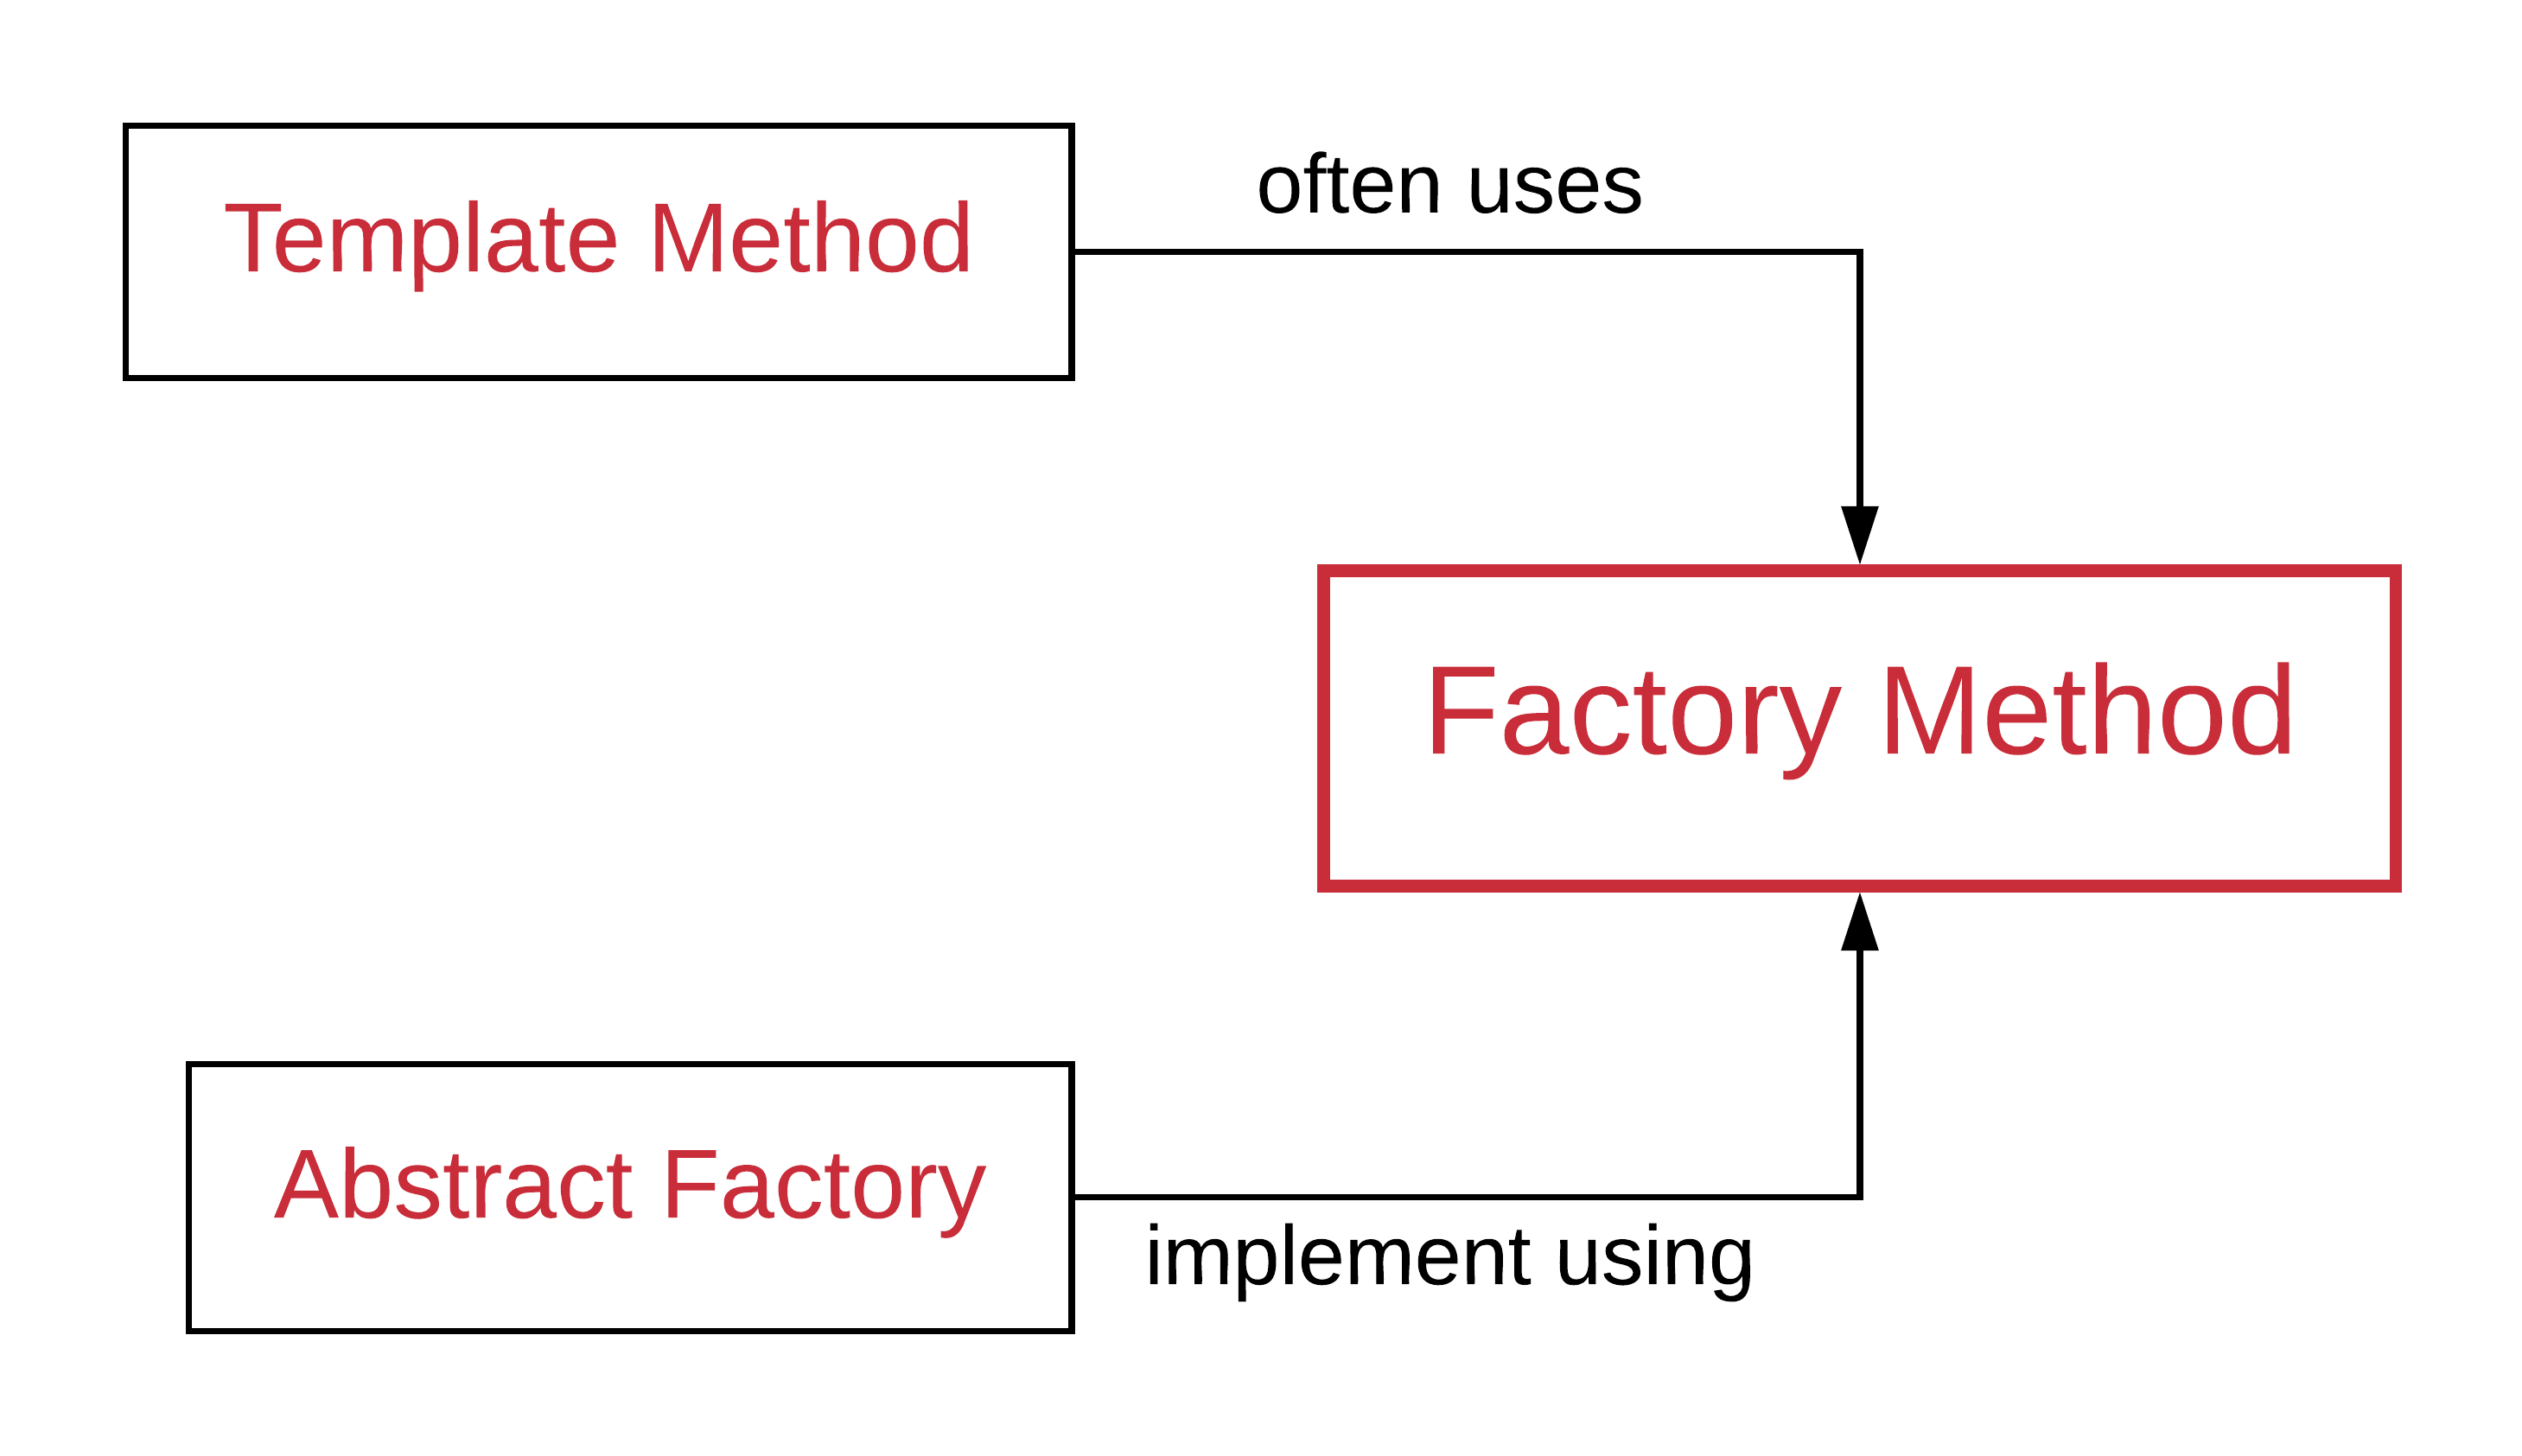 Template Method
often uses
Factory Method
Abstract Factory
implement using